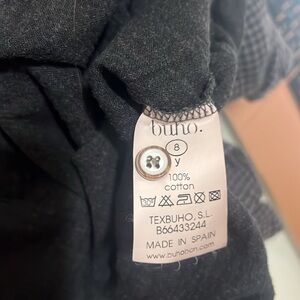 buho.
8
y
100%
cotton
TEXBUHO, S.L.
B66433244
MADE IN SPAIN
www.buhobcn.com